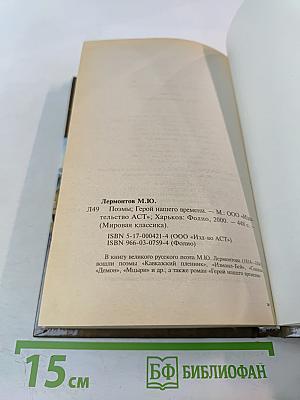 Лермонтов М.Ю.
Л49 Поэмы; Герой нашего времени. — М.: ООО «Изда-
тельство АСТ»; Харьков: Фолио, 2000. — 448 с. —
(Мировая классика).
ISBN 5-17-000421-4 (ООО «Изд-во АСТ»)
ISBN 966-03-0759-4 (Фолио)
В книгу великого русского поэта М.Ю. Лермонтова
вошли поэмы «Кавказский пленник», «Измаил-Бей»,
«Демон», «Мцыри» и др., а также роман «Герой нашего времени»
15 см
БФ БИБЛИОФАН